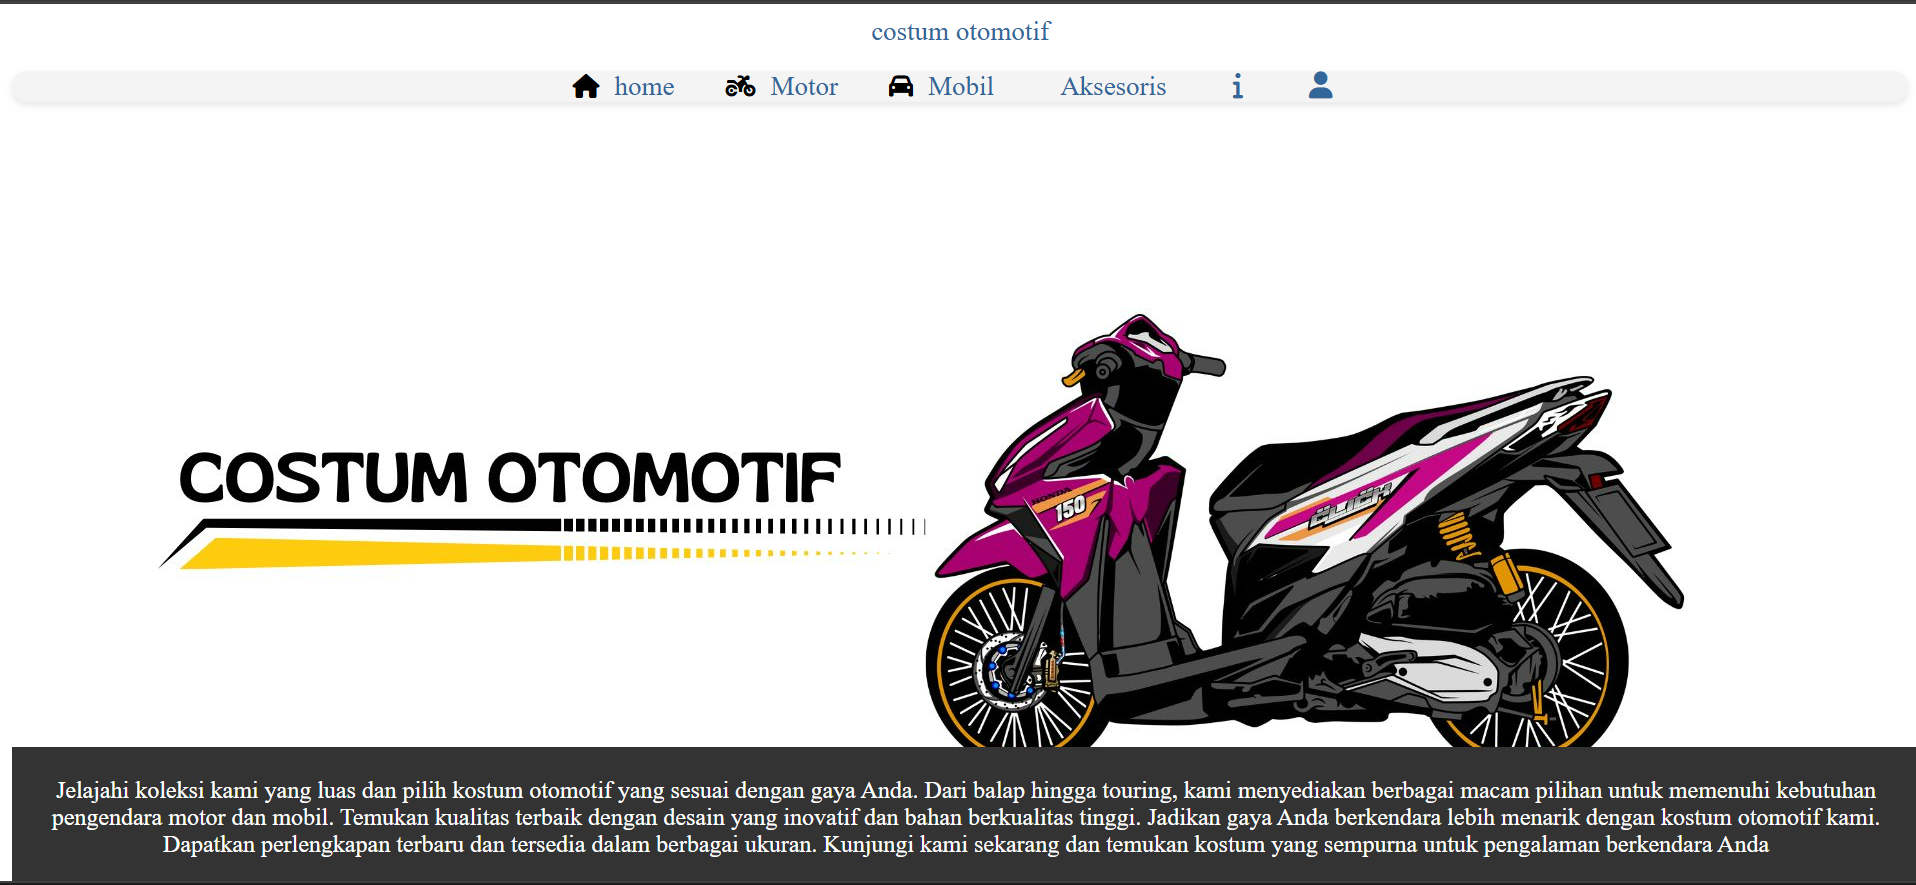 costum otomotif
home Motor Mobil Aksesoris
COSTUM OTOMOTIF
HONDA
150
CLICK
Jelajahi koleksi kami yang luas dan pilih kostum otomotif yang sesuai dengan gaya Anda. Dari balap hingga touring, kami menyediakan berbagai macam pilihan untuk memenuhi kebutuhan
pengendara motor dan mobil. Temukan kualitas terbaik dengan desain yang inovatif dan bahan berkualitas tinggi. Jadikan gaya Anda berkendara lebih menarik dengan kostum otomotif kami.
Dapatkan perlengkapan terbaru dan tersedia dalam berbagai ukuran. Kunjungi kami sekarang dan temukan kostum yang sempurna untuk pengalaman berkendara Anda